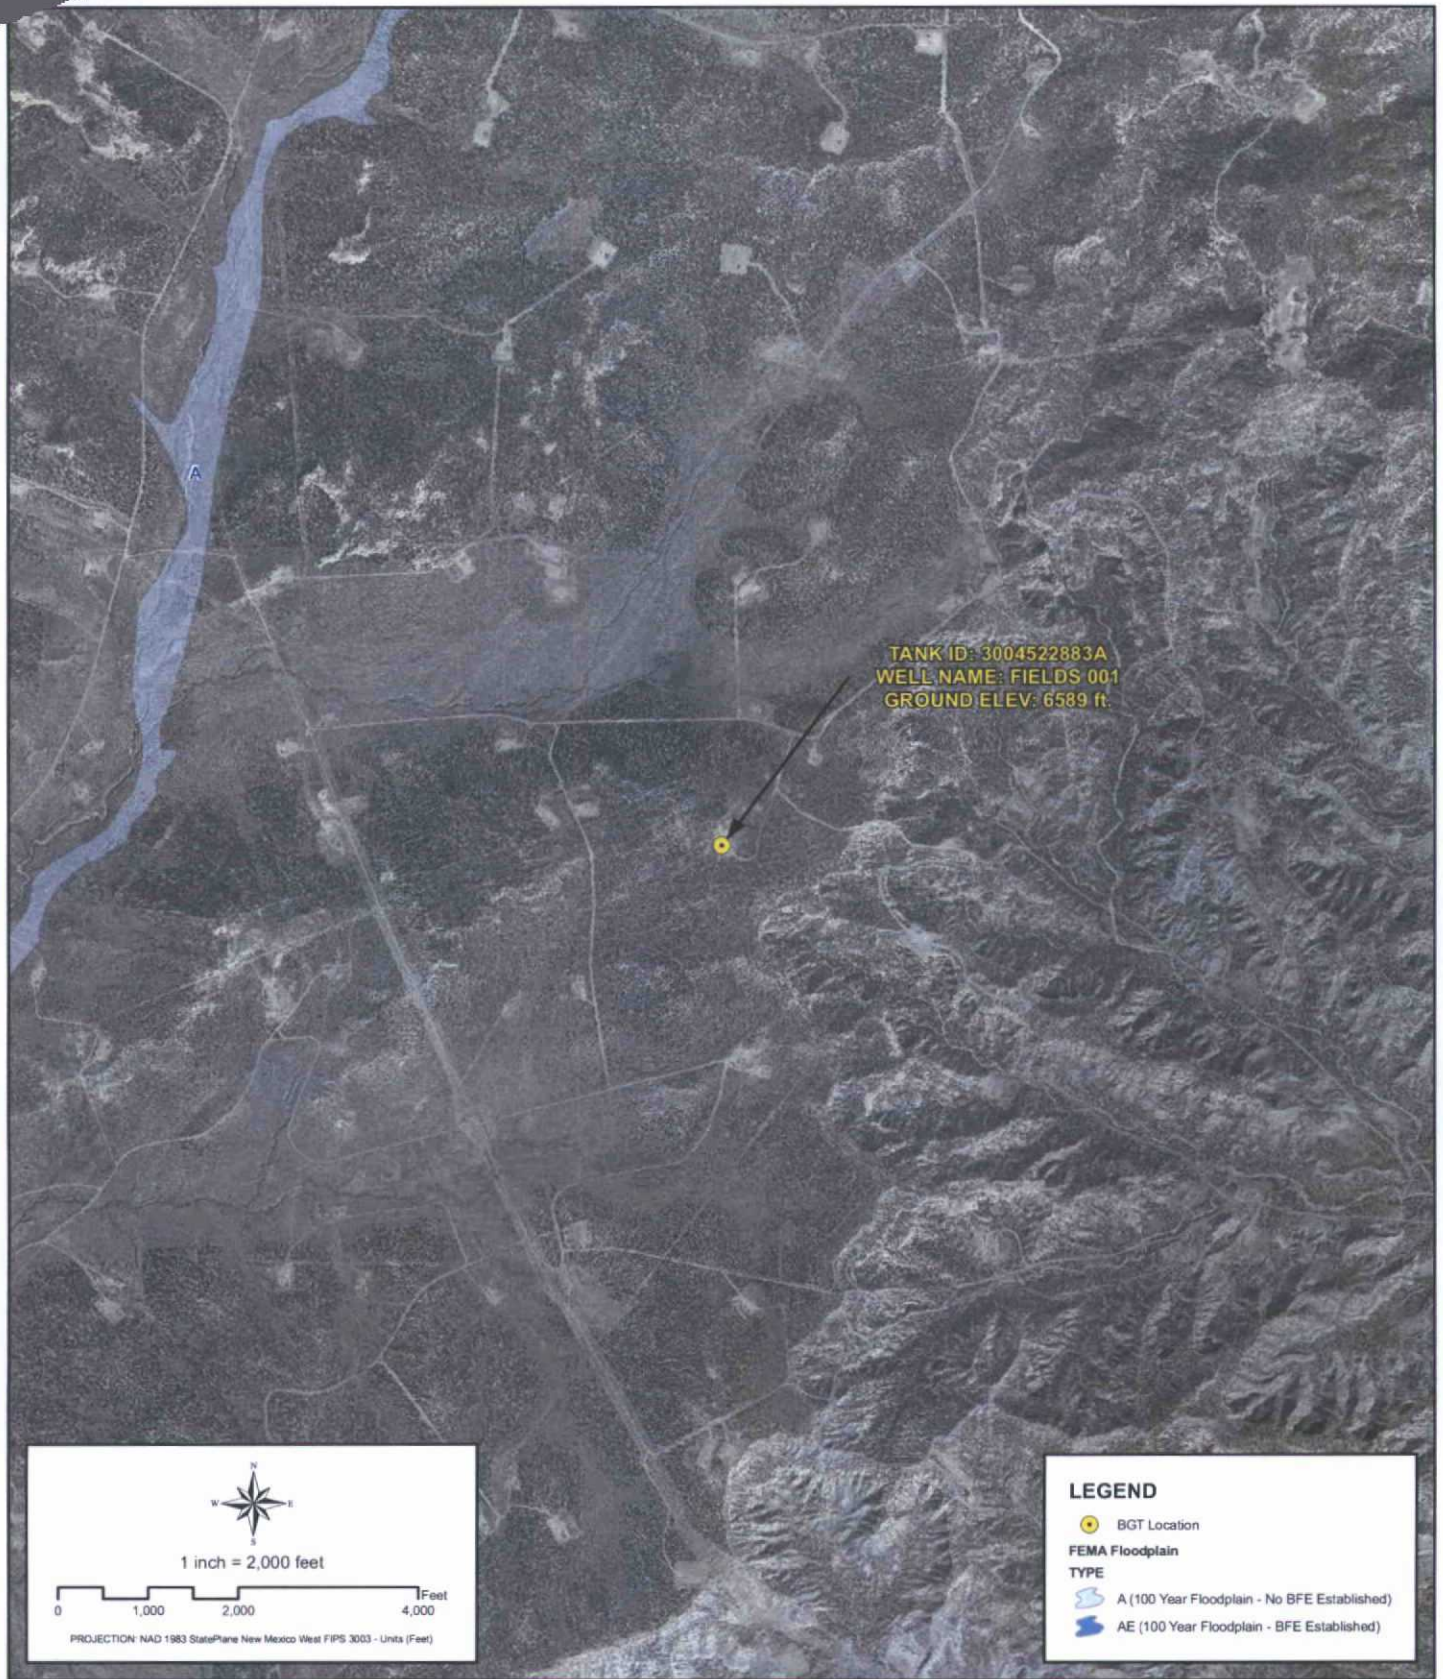 A
TANK ID: 3004522883A
WELL NAME: FIELDS 001
GROUND ELEV: 6589 ft.
N
W E
S
1 inch = 2,000 feet
Feet
0 1,000 2,000 4,000
PROJECTION: NAD 1983 StatePlane New Mexico West FIPS 3003 - Units (Feet)
LEGEND
BGT Location
FEMA Floodplain
TYPE
A (100 Year Floodplain - No BFE Established)
AE (100 Year Floodplain - BFE Established)